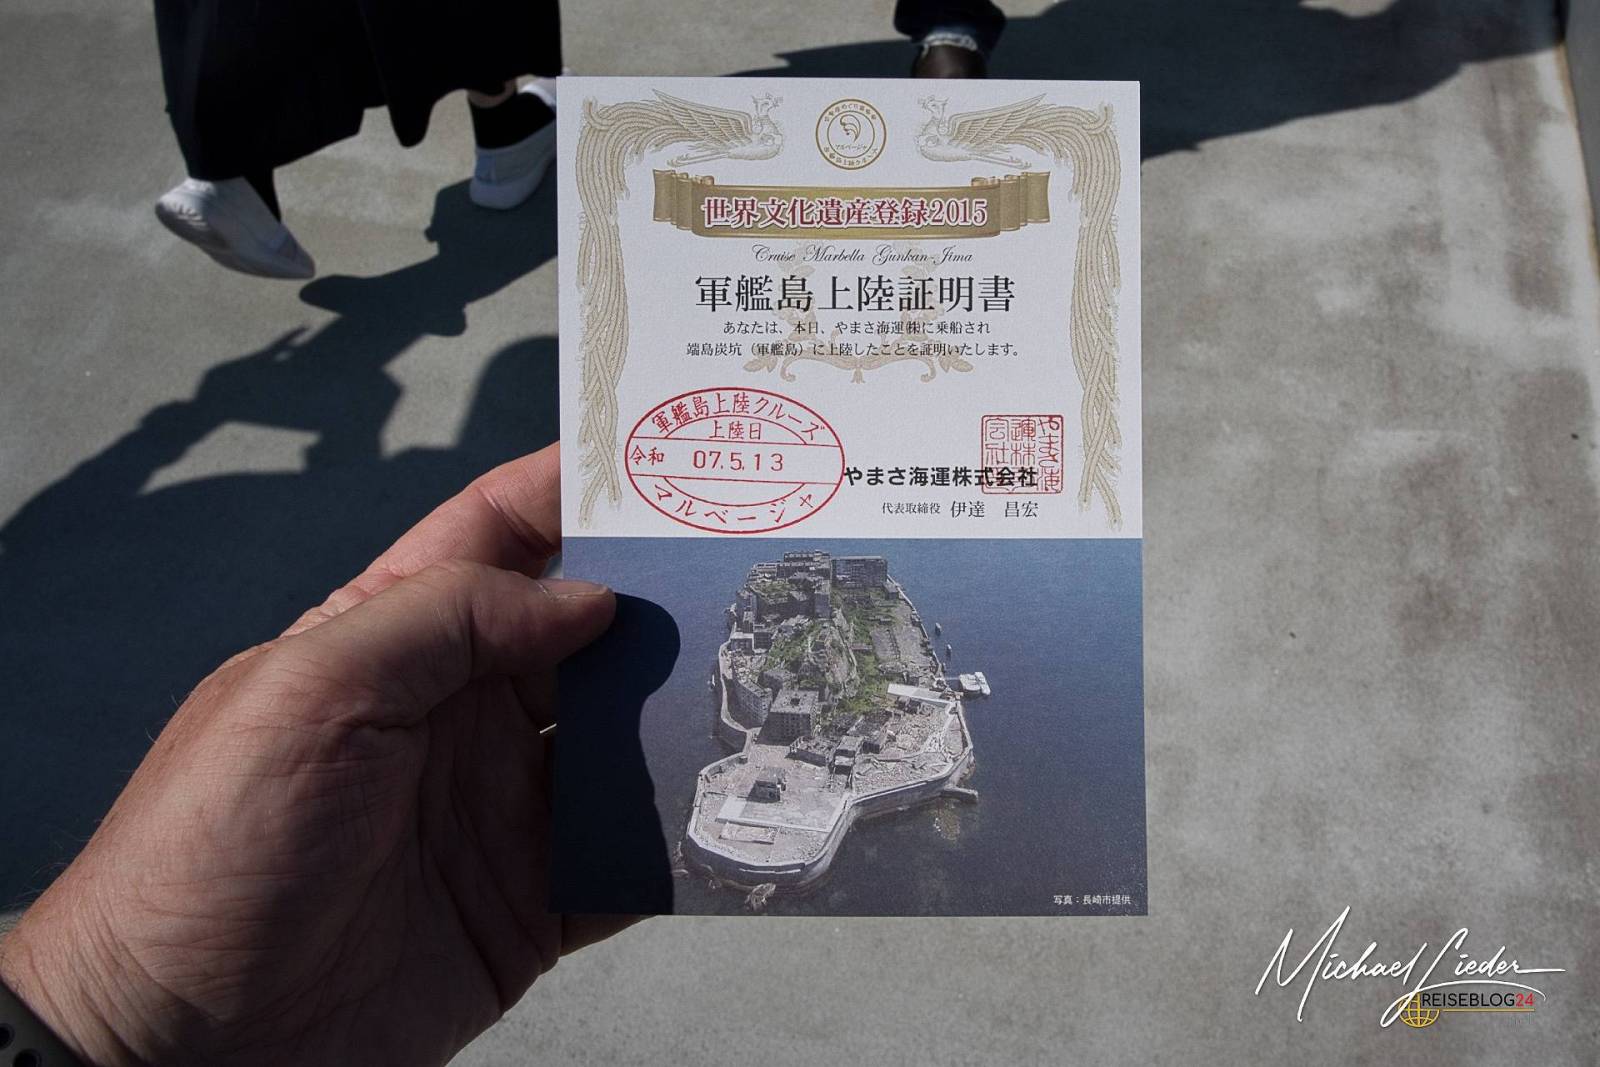 マルベージャ
世界文化遺産登録2015
Cruise Marbella Gunkan-Jima
軍艦島上陸証明書
あなたは、本日、やまさ海運㈱に乗船され
端島炭坑（軍艦島）に上陸したことを証明いたします。
軍艦島上陸クルーズ
上陸日
令和 07.5.13
マルベージャ
やまさ海運株式会社
代表取締役 伊達 昌宏
写真：長崎市提供
Michael Lieder
REISEBLOG24